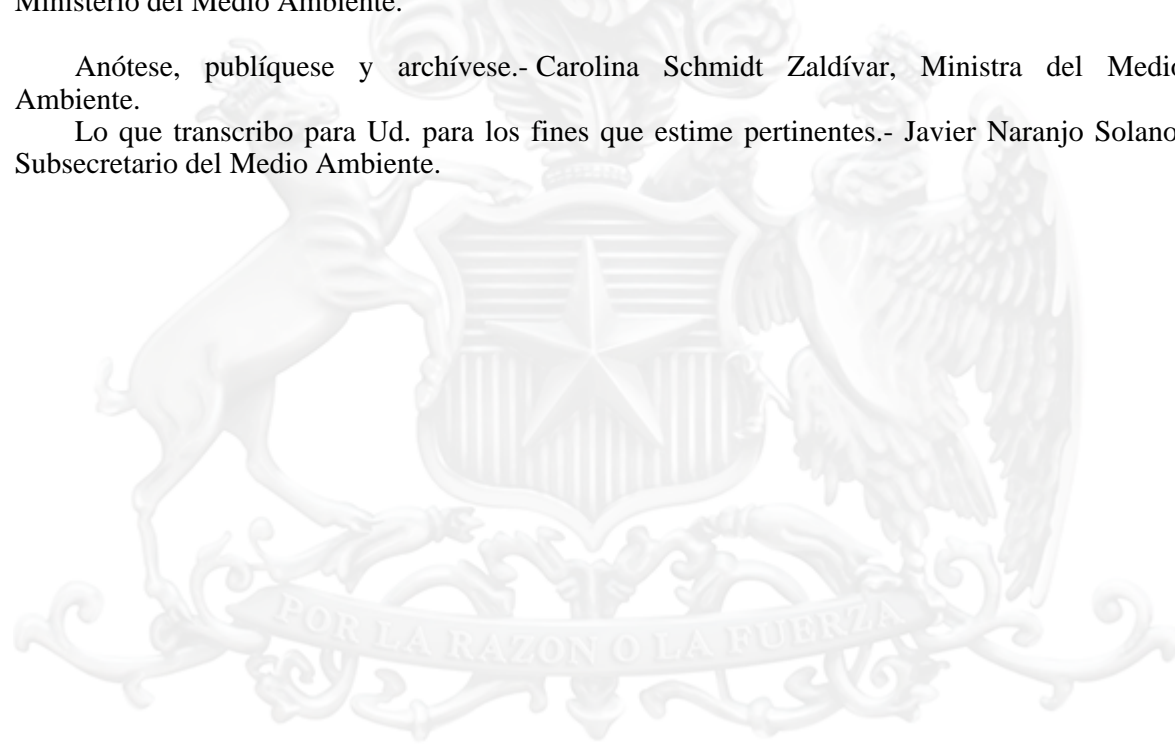 Ministerio del Medio Ambiente.
Anótese, publíquese y archívese.- Carolina Schmidt Zaldívar, Ministra del Medio
Ambiente.
Lo que transcribo para Ud. para los fines que estime pertinentes.- Javier Naranjo Solano
Subsecretario del Medio Ambiente.
POR LA RAZON O LA FUERZA